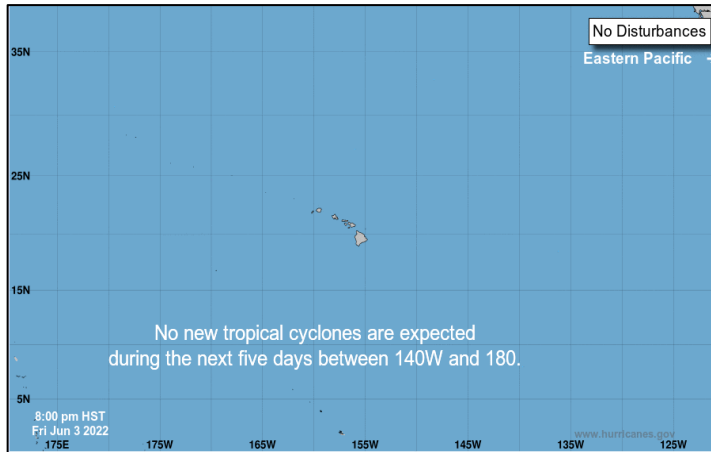 No Disturbances
35N
Eastern Pacific
25N
15N
No new tropical cyclones are expected
during the next five days between 140W and 180.
5N
8:00 pm HST
Fri Jun 3 2022
www.hurricanes.gov
175E 175W 165W 155W 145W 135W 125W